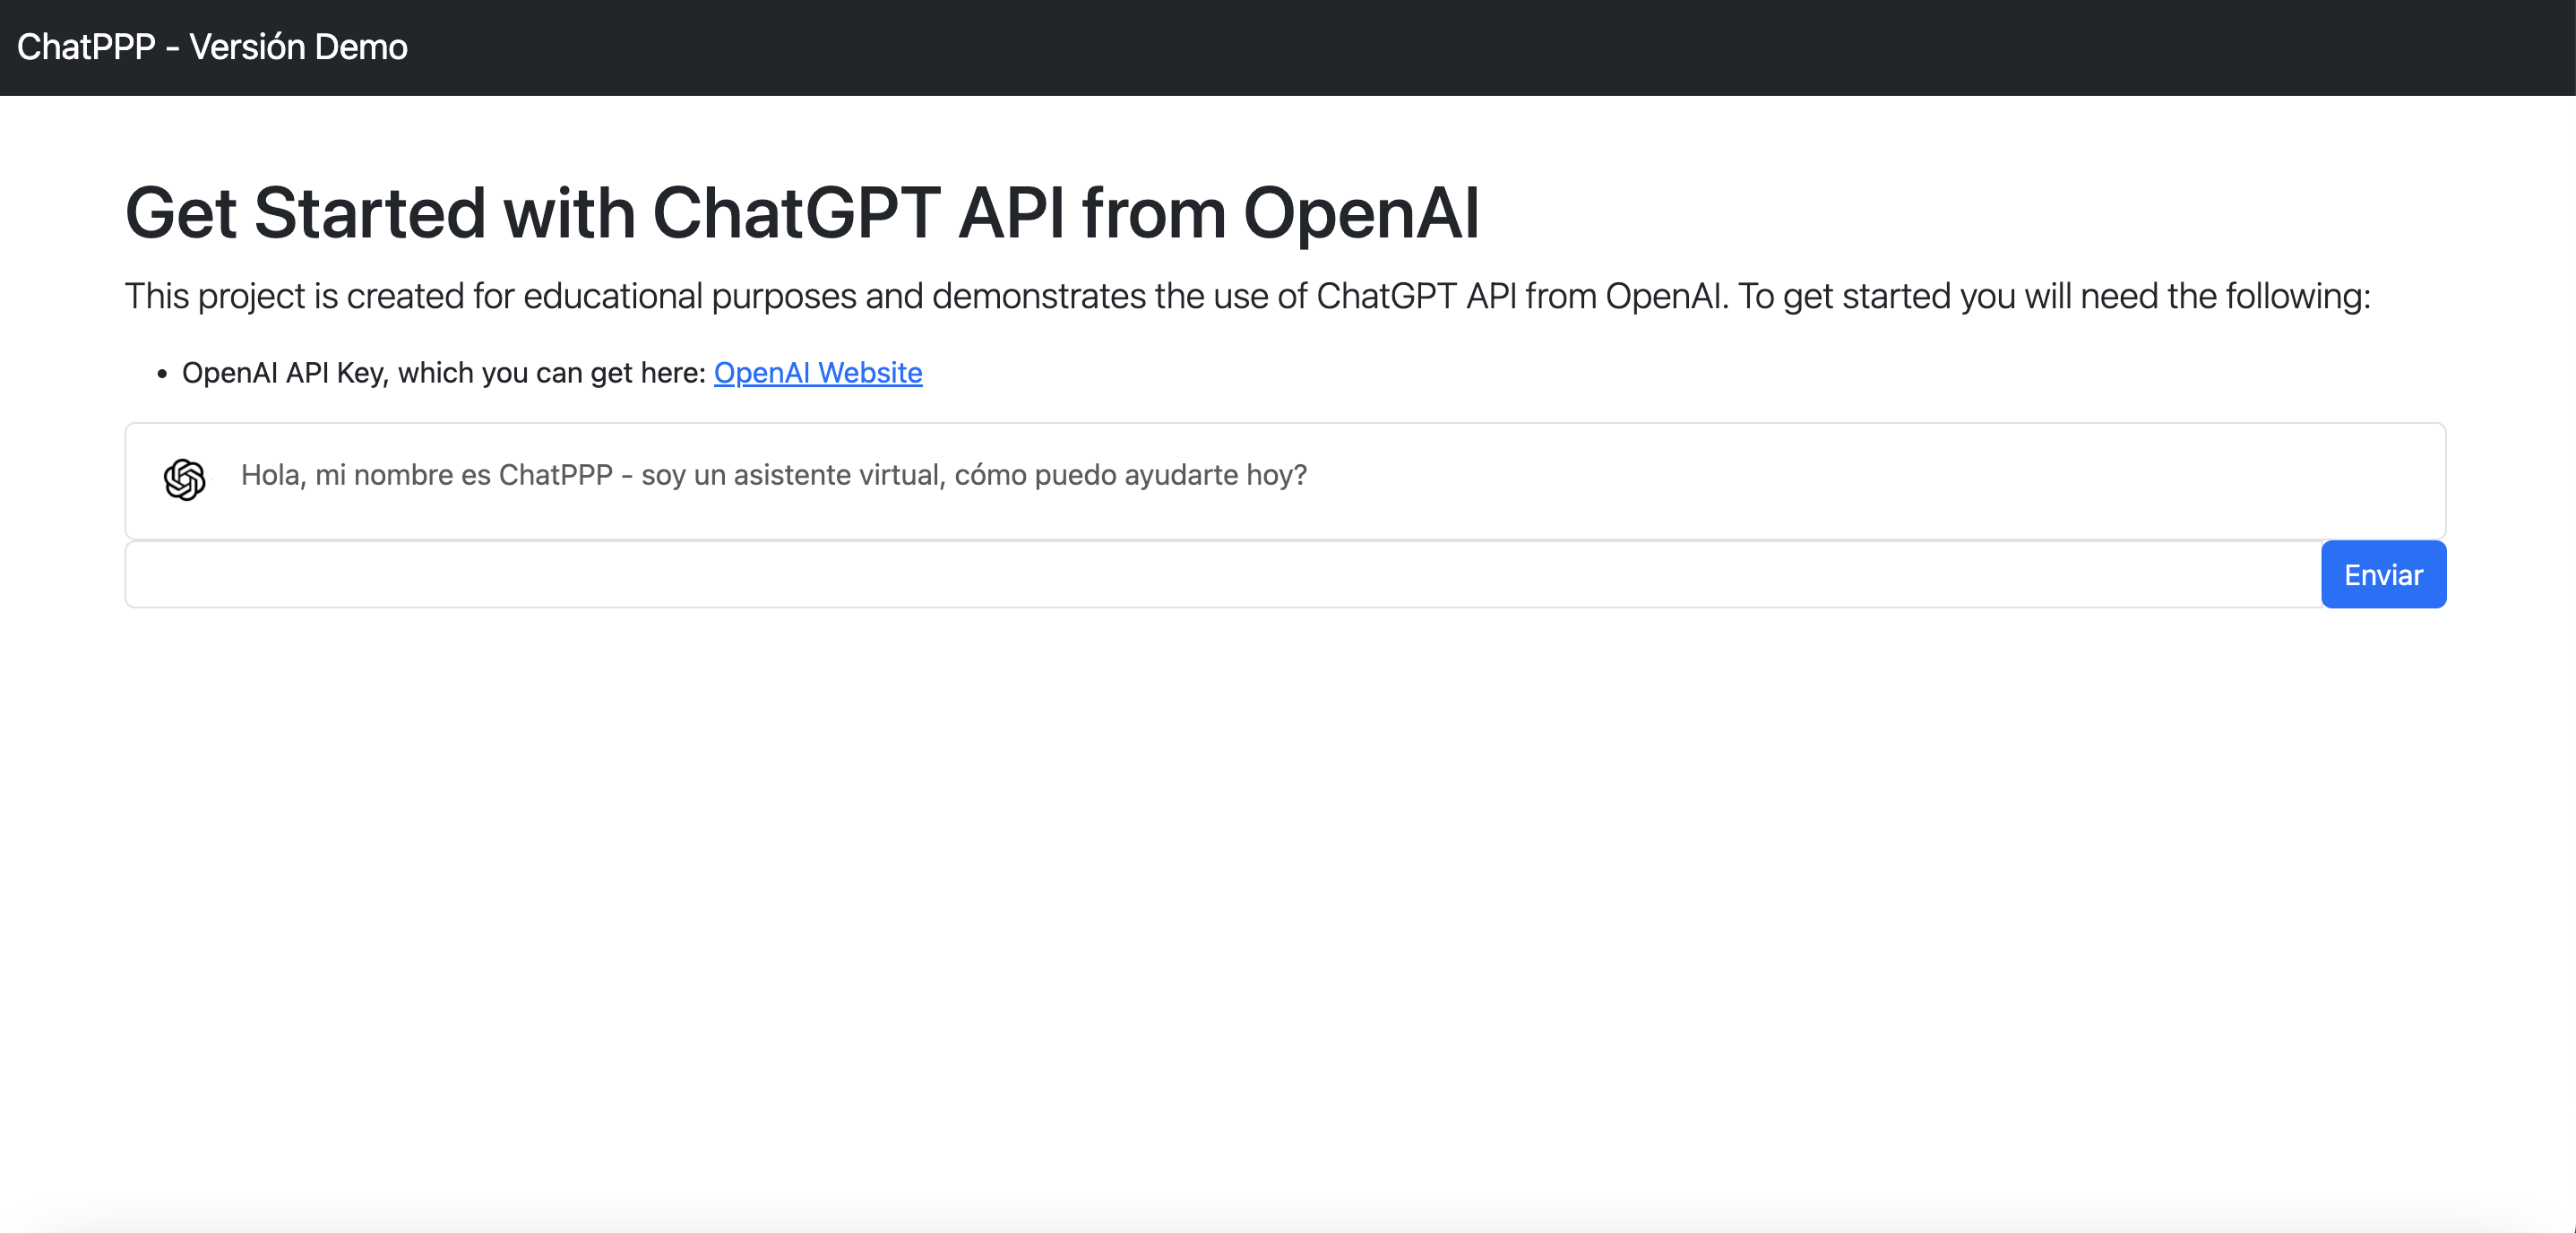 ChatPPP - Versión Demo
Get Started with ChatGPT API from OpenAI
This project is created for educational purposes and demonstrates the use of ChatGPT API from OpenAI. To get started you will need the following:
• OpenAI API Key, which you can get here: OpenAI Website
Hola, mi nombre es ChatPPP - soy un asistente virtual, cómo puedo ayudarte hoy?
Enviar